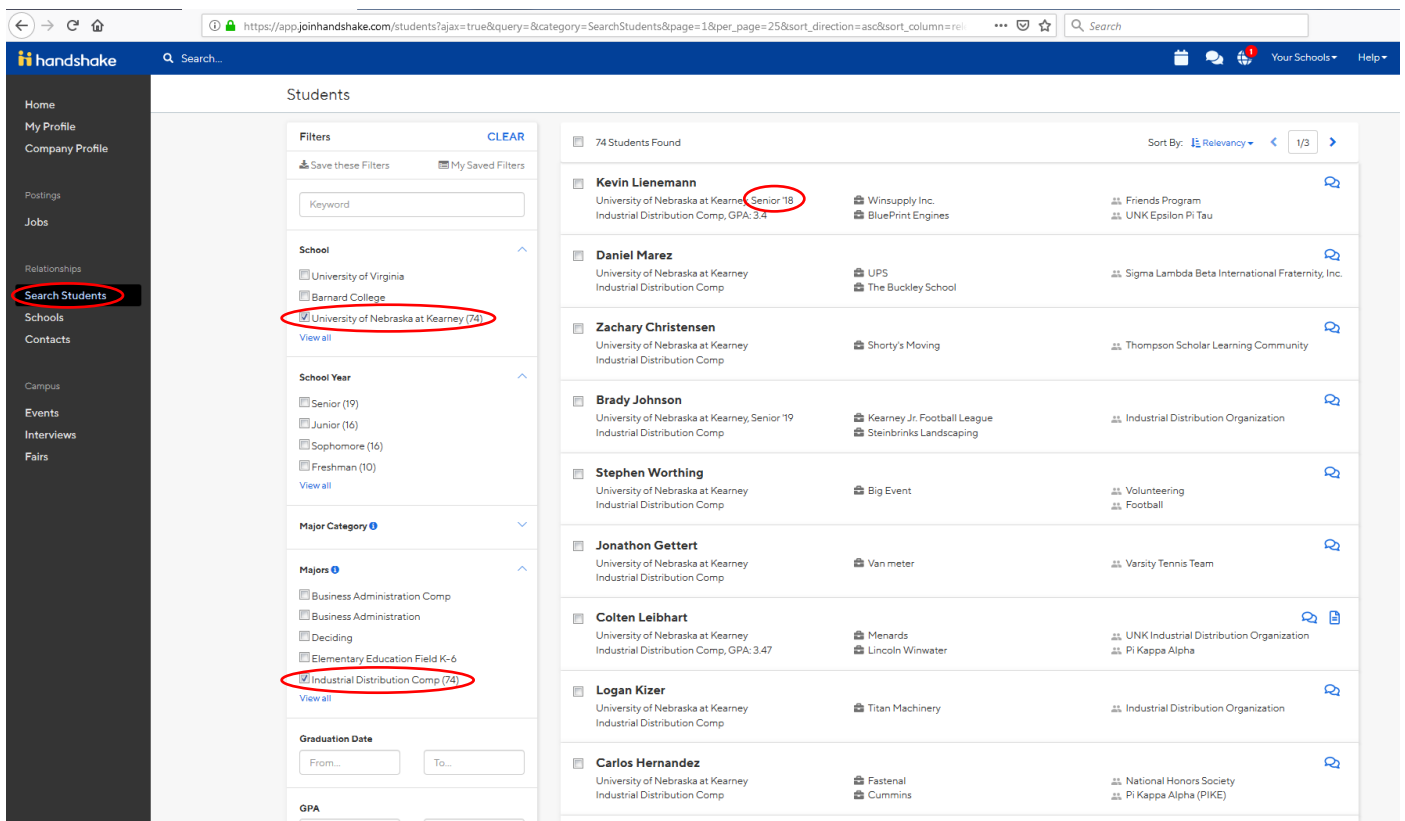 https://app.joinhandshake.com/students?ajax=true&query=&category=SearchStudents&page=1&per_page=25&sort_direction=asc&sort_column=rel
Search
handshake
Search...
1
Your Schools
Help
Home
My Profile
Company Profile
Postings
Jobs
Relationships
Search Students
Schools
Contacts
Campus
Events
Interviews
Fairs
Students
Filters CLEAR
Save these Filters My Saved Filters
Keyword
School
University of Virginia
Barnard College
University of Nebraska at Kearney (74)
View all
School Year
Senior (19)
Junior (16)
Sophomore (16)
Freshman (10)
View all
Major Category
Majors
Business Administration Comp
Business Administration
Deciding
Elementary Education Field K-6
Industrial Distribution Comp (74)
View all
Graduation Date
From... To...
GPA
74 Students Found Sort By: Relevancy 1/3
Kevin Lienemann
University of Nebraska at Kearney, Senior '18 Winsupply Inc. Friends Program
Industrial Distribution Comp, GPA: 3.4 BluePrint Engines UNK Epsilon Pi Tau
Daniel Marez
University of Nebraska at Kearney UPS Sigma Lambda Beta International Fraternity, Inc.
Industrial Distribution Comp The Buckley School
Zachary Christensen
University of Nebraska at Kearney Shorty's Moving Thompson Scholar Learning Community
Industrial Distribution Comp
Brady Johnson
University of Nebraska at Kearney, Senior '19 Kearney Jr. Football League Industrial Distribution Organization
Industrial Distribution Comp Steinbrinks Landscaping
Stephen Worthing
University of Nebraska at Kearney Big Event Volunteering
Industrial Distribution Comp Football
Jonathon Gettert
University of Nebraska at Kearney Van meter Varsity Tennis Team
Industrial Distribution Comp
Colten Leibhart
University of Nebraska at Kearney Menards UNK Industrial Distribution Organization
Industrial Distribution Comp, GPA: 3.47 Lincoln Winwater Pi Kappa Alpha
Logan Kizer
University of Nebraska at Kearney Titan Machinery Industrial Distribution Organization
Industrial Distribution Comp
Carlos Hernandez
University of Nebraska at Kearney Fastenal National Honors Society
Industrial Distribution Comp Cummins Pi Kappa Alpha (PIKE)